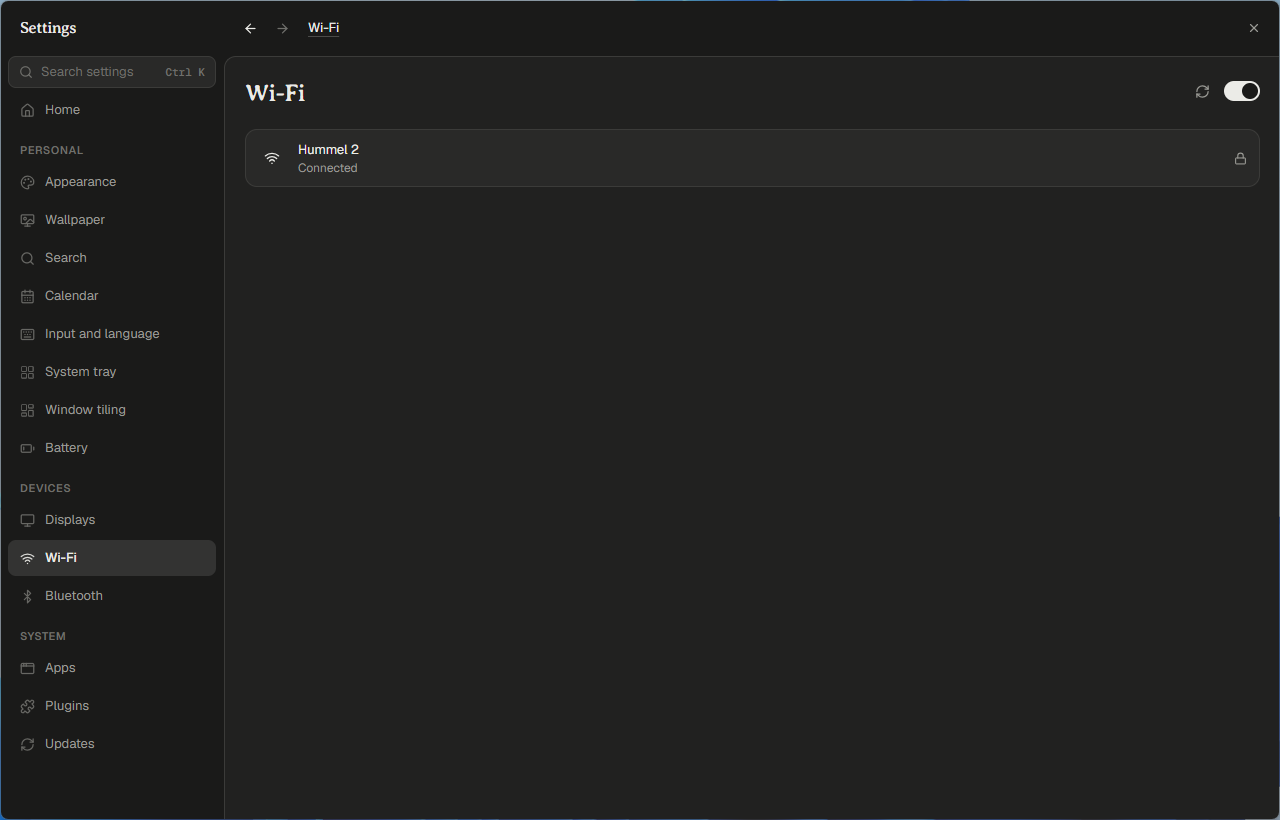 Settings
Wi-Fi
Search settings Ctrl K
Home
PERSONAL
Appearance
Wallpaper
Search
Calendar
Input and language
System tray
Window tiling
Battery
DEVICES
Displays
Wi-Fi
Bluetooth
SYSTEM
Apps
Plugins
Updates
Wi-Fi
Hummel 2
Connected